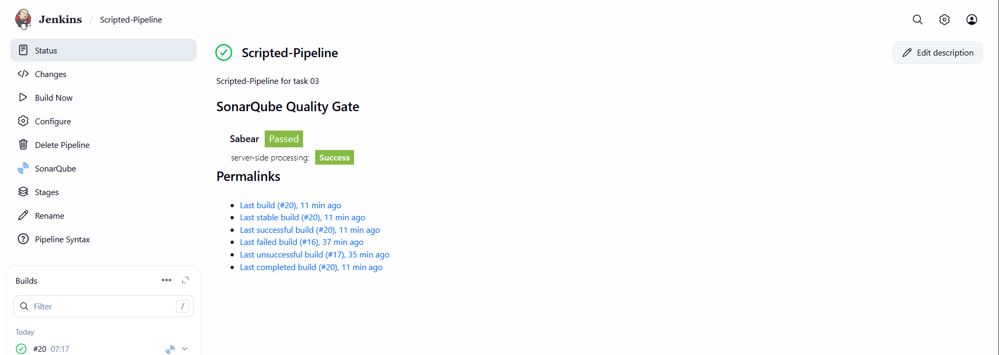 Jenkins / Scripted-Pipeline
Status
Changes
Build Now
Configure
Delete Pipeline
SonarQube
Stages
Rename
Pipeline Syntax
Builds
Filter /
Today
#20 07:17
Scripted-Pipeline
Edit description
Scripted-Pipeline for task 03
SonarQube Quality Gate
Sabear Passed
server-side processing: Success
Permalinks
Last build (#20), 11 min ago
Last stable build (#20), 11 min ago
Last successful build (#20), 11 min ago
Last failed build (#16), 37 min ago
Last unsuccessful build (#17), 35 min ago
Last completed build (#20), 11 min ago